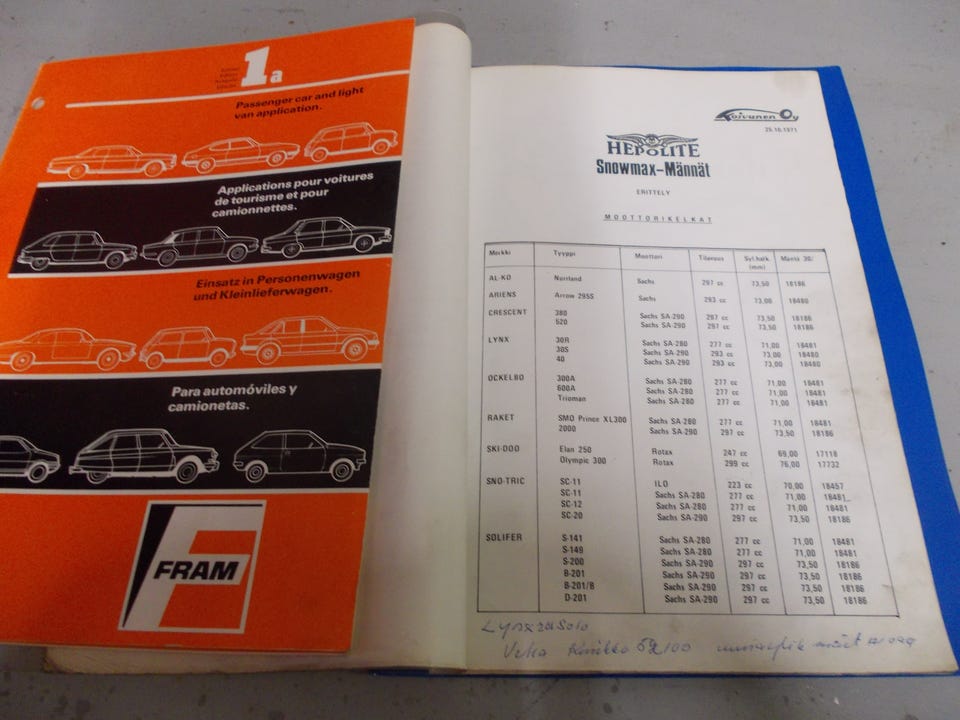 1a
Passenger car and light
van application.
Applications pour voitures
de tourisme et pour
camionnettes.
Einsatz in Personenwagen
und Kleinlieferwagen.
Para automóviles y
camionetas.
FRAM
Koivunen Oy
25.10.1971
HEPOLITE
Snowmax-Männät
ERITTELY
MOOTTORIKELKAT
Merkki Tyyppi Moottori Tilavuus Syl.halk. (mm) Mäntä 30/
AL-KO Norrland Sachs 297 cc 73,50 18186
ARIENS Arrow 295S Sachs 293 cc 73,00 18480
CRESCENT 380 Sachs SA-290 297 cc 73,50 18186
520 Sachs SA-290 297 cc 73,50 18186
LYNX 30R Sachs SA-280 277 cc 71,00 18481
30S Sachs SA-290 293 cc 73,00 18480
40 Sachs SA-290 293 cc 73,00 18480
OCKELBO 300A Sachs SA-280 277 cc 71,00 18481
600A Sachs SA-280 277 cc 71,00 18481
Trioman Sachs SA-280 277 cc 71,00 18481
RAKET SMO Prince XL300 Sachs SA-280 277 cc 71,00 18481
2000 Sachs SA-290 297 cc 73,50 18186
SKI-DOO Elan 250 Rotax 247 cc 69,00 17118
Olympic 300 Rotax 299 cc 76,00 17732
SNO-TRIC SC-11 ILO 223 cc 70,00 18457
SC-11 Sachs SA-280 277 cc 71,00 18481
SC-12 Sachs SA-280 277 cc 71,00 18481
SC-20 Sachs SA-290 297 cc 73,50 18186
SOLIFER S-141 Sachs SA-280 277 cc 71,00 18481
S-149 Sachs SA-280 277 cc 71,00 18481
S-200 Sachs SA-290 297 cc 73,50 18186
B-201 Sachs SA-290 297 cc 73,50 18186
B-201/B Sachs SA-290 297 cc 73,50 18186
D-201 Sachs SA-290 297 cc 73,50 18186